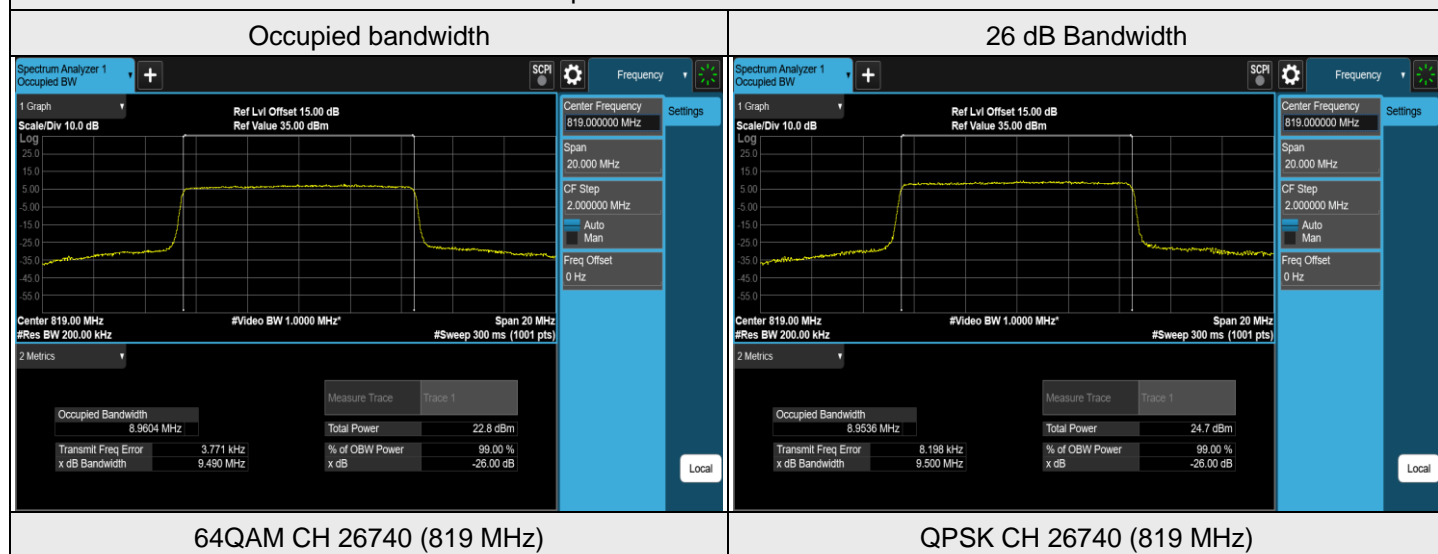 Occupied bandwidth
26 dB Bandwidth
Spectrum Analyzer 1
Occupied BW
+
SCPI
Frequency
1 Graph
Scale/Div 10.0 dB
Ref Lvl Offset 15.00 dB
Ref Value 35.00 dBm
Log
25.0
15.0
5.00
-5.00
-15.0
-25.0
-35.0
-45.0
-55.0
Center 819.00 MHz
#Res BW 200.00 kHz
#Video BW 1.0000 MHz*
Span 20 MHz
#Sweep 300 ms (1001 pts)
Center Frequency
819.000000 MHz
Settings
Span
20.000 MHz
CF Step
2.000000 MHz
Auto
Man
Freq Offset
0 Hz
Local
2 Metrics
Measure Trace Trace 1
Occupied Bandwidth
8.9604 MHz
Total Power 22.8 dBm
Transmit Freq Error 3.771 kHz
% of OBW Power 99.00 %
x dB Bandwidth 9.490 MHz
x dB -26.00 dB
Spectrum Analyzer 1
Occupied BW
+
SCPI
Frequency
1 Graph
Scale/Div 10.0 dB
Ref Lvl Offset 15.00 dB
Ref Value 35.00 dBm
Log
25.0
15.0
5.00
-5.00
-15.0
-25.0
-35.0
-45.0
-55.0
Center 819.00 MHz
#Res BW 200.00 kHz
#Video BW 1.0000 MHz*
Span 20 MHz
#Sweep 300 ms (1001 pts)
Center Frequency
819.000000 MHz
Settings
Span
20.000 MHz
CF Step
2.000000 MHz
Auto
Man
Freq Offset
0 Hz
Local
2 Metrics
Measure Trace Trace 1
Occupied Bandwidth
8.9536 MHz
Total Power 24.7 dBm
Transmit Freq Error 8.198 kHz
% of OBW Power 99.00 %
x dB Bandwidth 9.500 MHz
x dB -26.00 dB
64QAM CH 26740 (819 MHz)
QPSK CH 26740 (819 MHz)